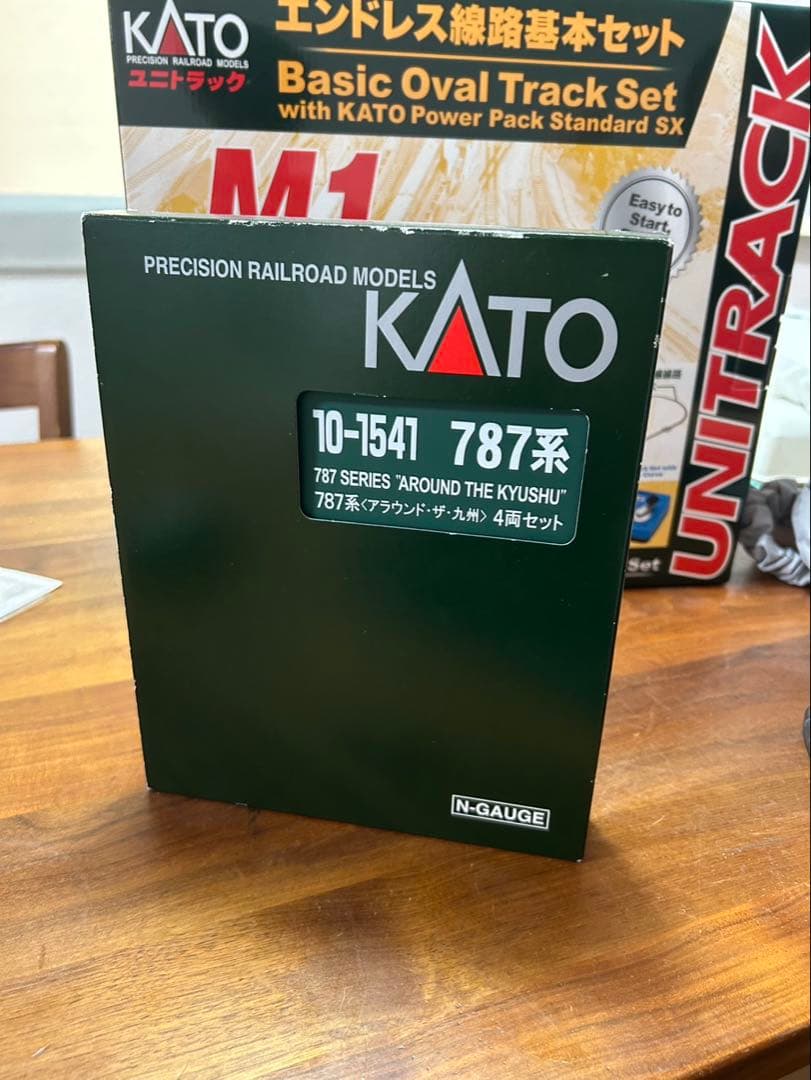 KATO
PRECISION RAILROAD MODELS
ユニトラック
エンドレス線路基本セット
Basic Oval Track Set
with KATO Power Pack Standard SX
M1
Easy to
Start,
UNITRACK
Set
PRECISION RAILROAD MODELS
KATO
10-1541 787系
787 SERIES "AROUND THE KYUSHU"
787系〈アラウンド・ザ・九州〉 4両セット
N-GAUGE